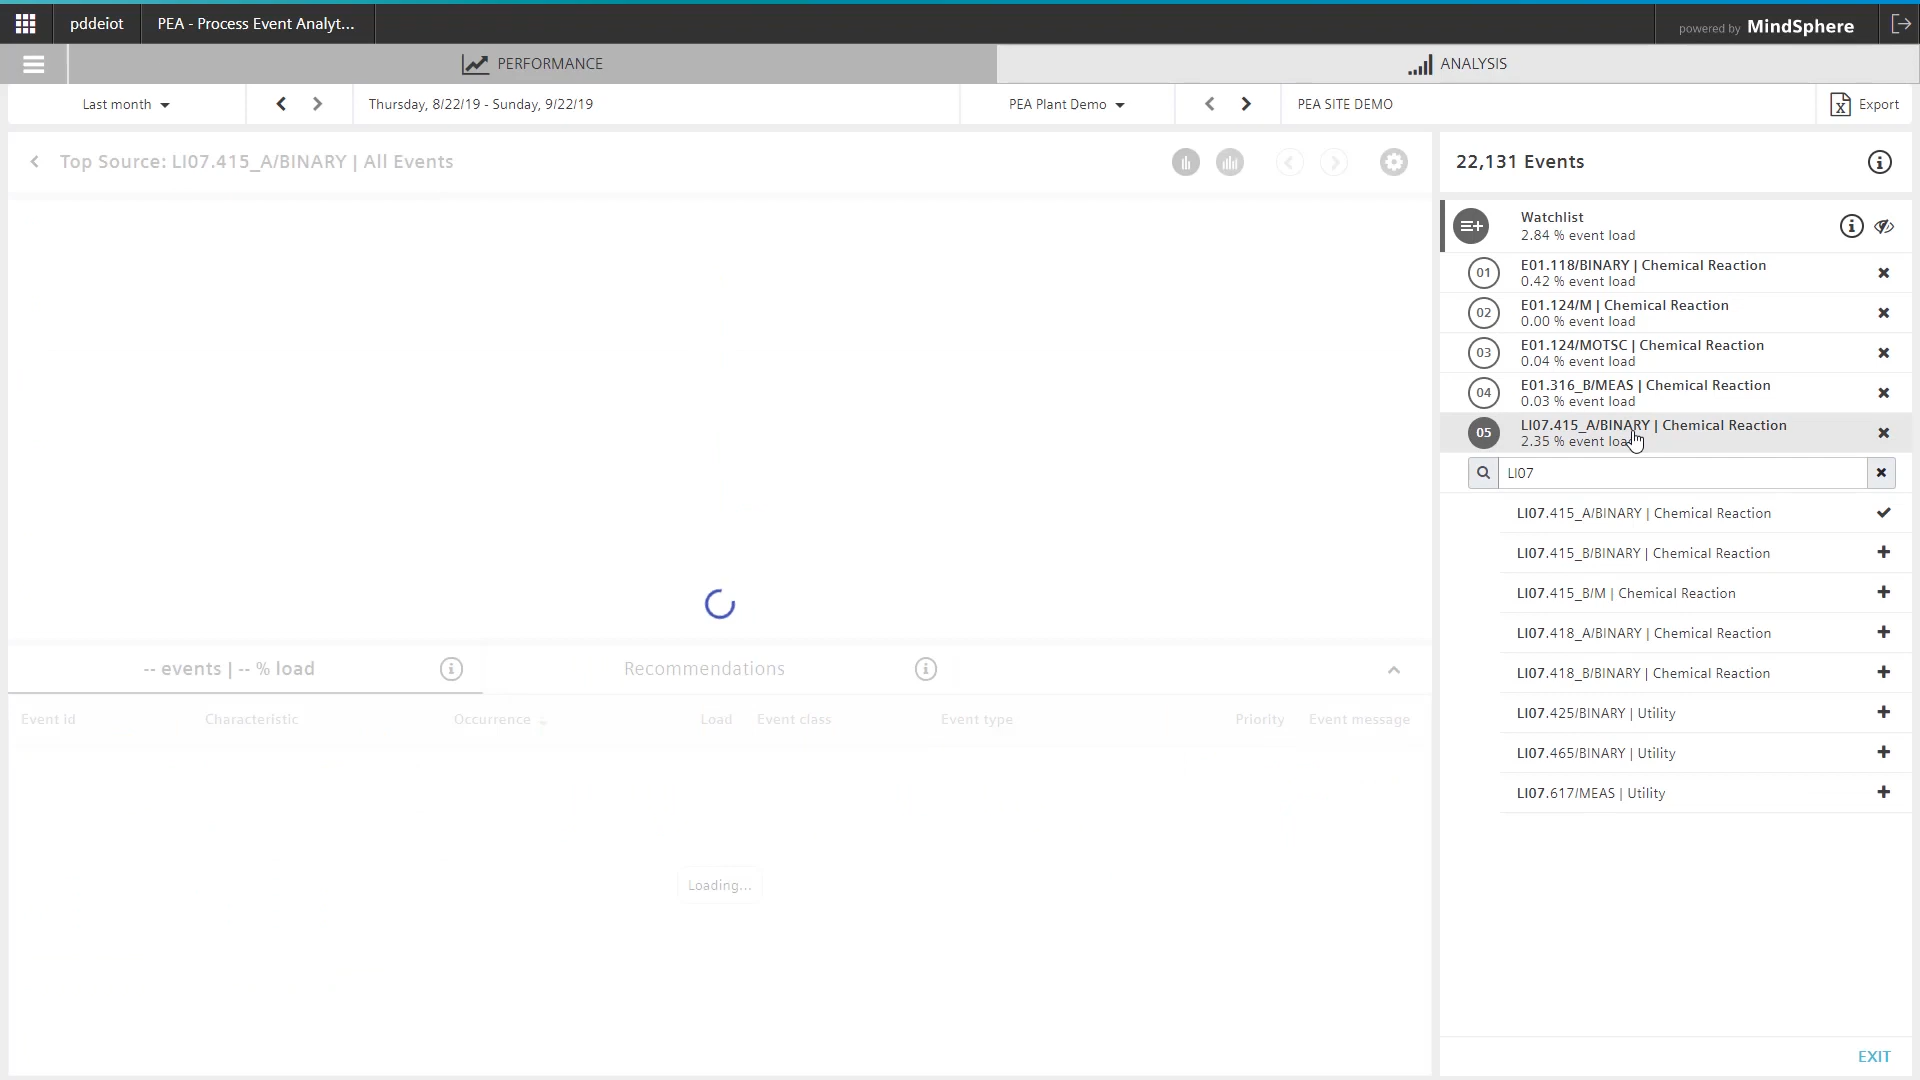 pddeiot
PEA - Process Event Analyt...
powered by MindSphere
PERFORMANCE
ANALYSIS
Last month
Thursday, 8/22/19 - Sunday, 9/22/19
PEA Plant Demo
PEA SITE DEMO
Export
Top Source: LI07.415_A/BINARY | All Events
22,131 Events
Watchlist
2.84 % event load
01
E01.118/BINARY | Chemical Reaction
0.42 % event load
02
E01.124/M | Chemical Reaction
0.00 % event load
03
E01.124/MOTSC | Chemical Reaction
0.04 % event load
04
E01.316_B/MEAS | Chemical Reaction
0.03 % event load
05
LI07.415_A/BINARY | Chemical Reaction
2.35 % event load
LI07
LI07.415_A/BINARY | Chemical Reaction
LI07.415_B/BINARY | Chemical Reaction
LI07.415_B/M | Chemical Reaction
LI07.418_A/BINARY | Chemical Reaction
LI07.418_B/BINARY | Chemical Reaction
LI07.425/BINARY | Utility
LI07.465/BINARY | Utility
LI07.617/MEAS | Utility
-- events | -- % load
Recommendations
Event id Characteristic Occurrence Load Event class Event type Priority Event message
Loading...
EXIT